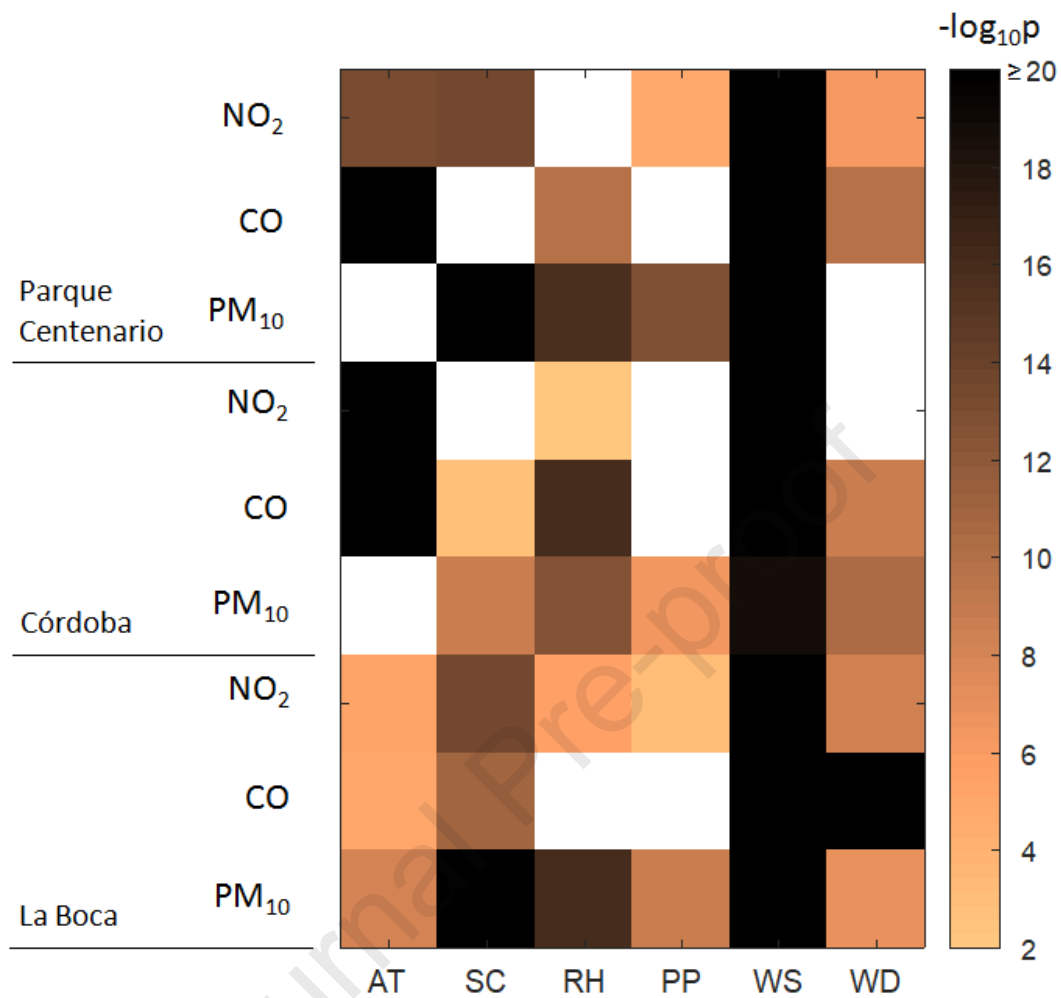 -log₁₀p
≥ 20
NO₂
18
CO
16
Parque
Centenario
PM₁₀
14
NO₂
12
CO
10
PM₁₀
Córdoba
8
NO₂
6
CO
4
PM₁₀
La Boca
2
AT SC RH PP WS WD
urnal Pre-proof